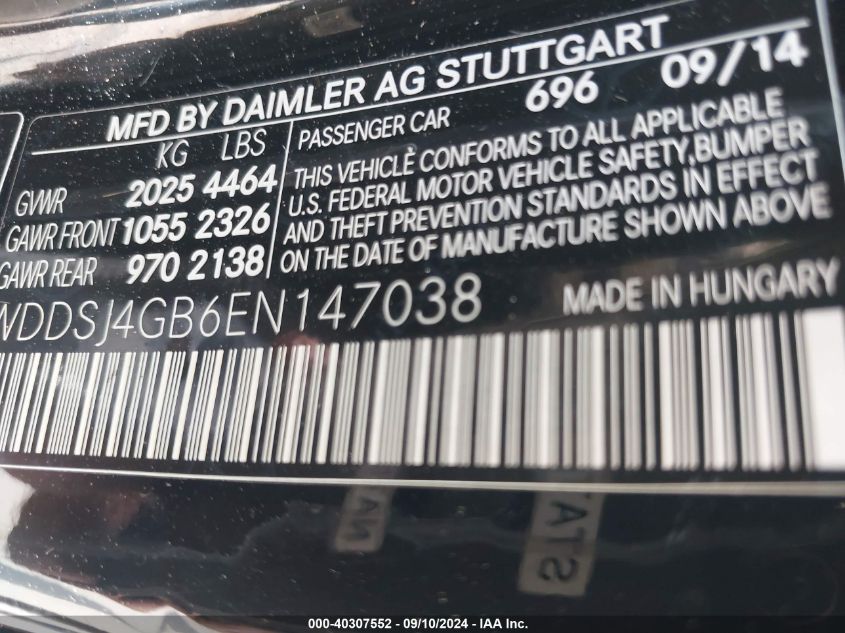 MFD BY DAIMLER AG STUTTGART
KG LBS
GVWR 2025 4464
GAWR FRONT 1055 2326
GAWR REAR 970 2138
PASSENGER CAR 696 09/14
THIS VEHICLE CONFORMS TO ALL APPLICABLE
U.S. FEDERAL MOTOR VEHICLE SAFETY,BUMPER
AND THEFT PREVENTION STANDARDS IN EFFECT
ON THE DATE OF MANUFACTURE SHOWN ABOVE
WDDSJ4GB6EN147038 MADE IN HUNGARY
000-40307552 - 09/10/2024 - IAA Inc.